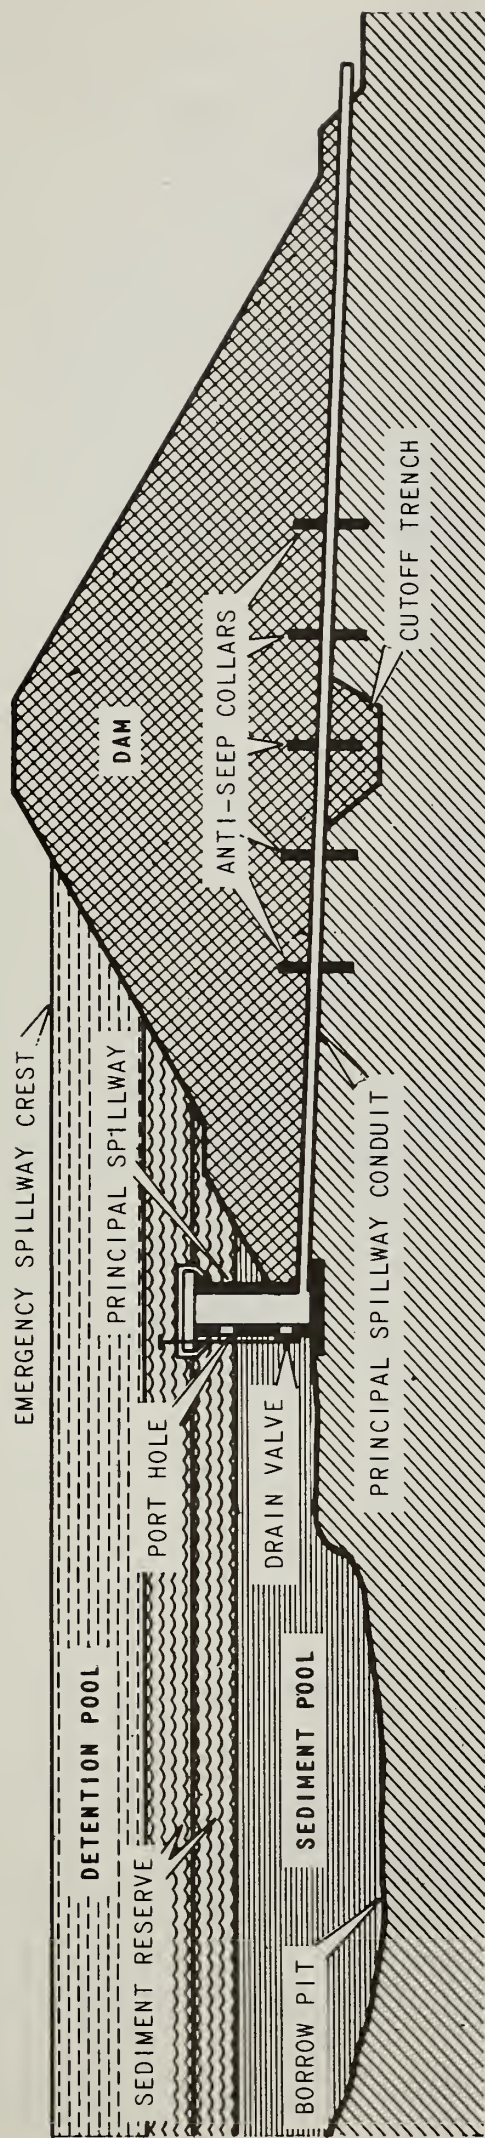 EMERGENCY SPILLWAY CREST
DETENTION POOL
PRINCIPAL SPILLWAY
SEDIMENT RESERVE
PORT HOLE
DAM
ANTI-SEEP COLLARS
DRAIN VALVE
SEDIMENT POOL
BORROW PIT
PRINCIPAL SPILLWAY CONDUIT
CUTOFF TRENCH